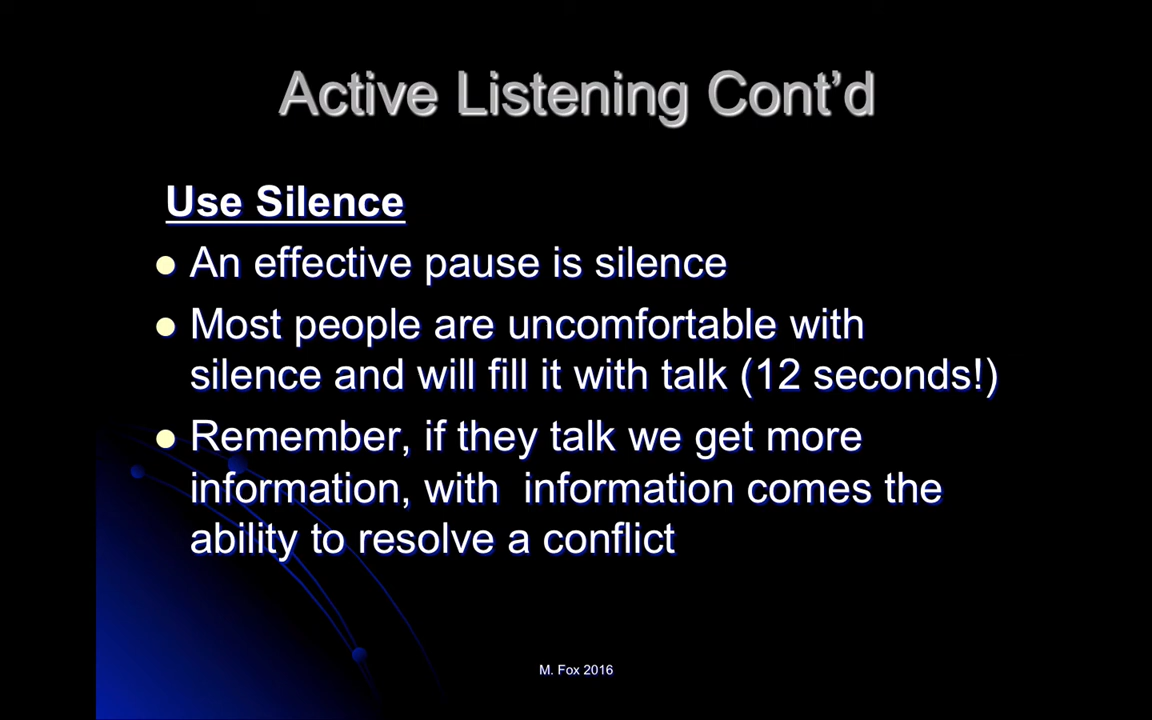 Active Listening Cont’d
Use Silence
An effective pause is silence
Most people are uncomfortable with
silence and will fill it with talk (12 seconds!)
Remember, if they talk we get more
information, with  information comes the
ability to resolve a conflict
M. Fox 2016